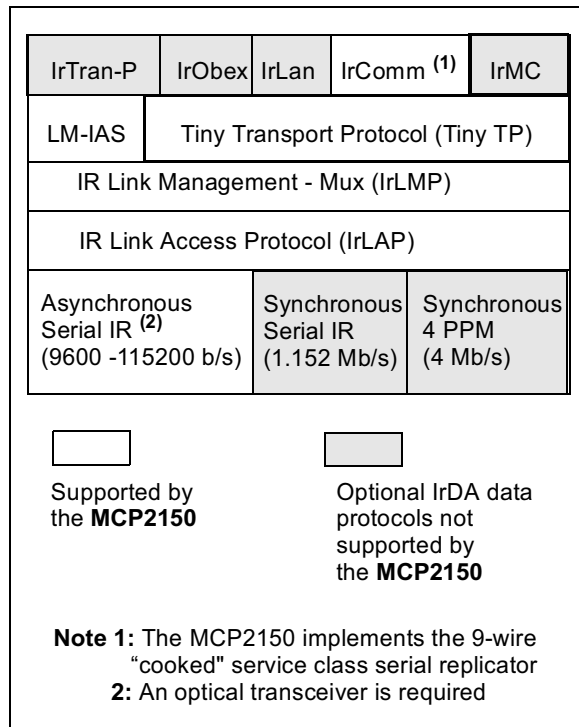 IrTran-P IrObex IrLan IrComm (1) IrMC
LM-IAS Tiny Transport Protocol (Tiny TP)
IR Link Management - Mux (IrLMP)
IR Link Access Protocol (IrLAP)
Asynchronous
Serial IR (2)
(9600 -115200 b/s)
Synchronous
Serial IR
(1.152 Mb/s)
Synchronous
4 PPM
(4 Mb/s)
Supported by
the MCP2150
Optional IrDA data
protocols not
supported by
the MCP2150
Note 1: The MCP2150 implements the 9-wire
“cooked" service class serial replicator
2: An optical transceiver is required